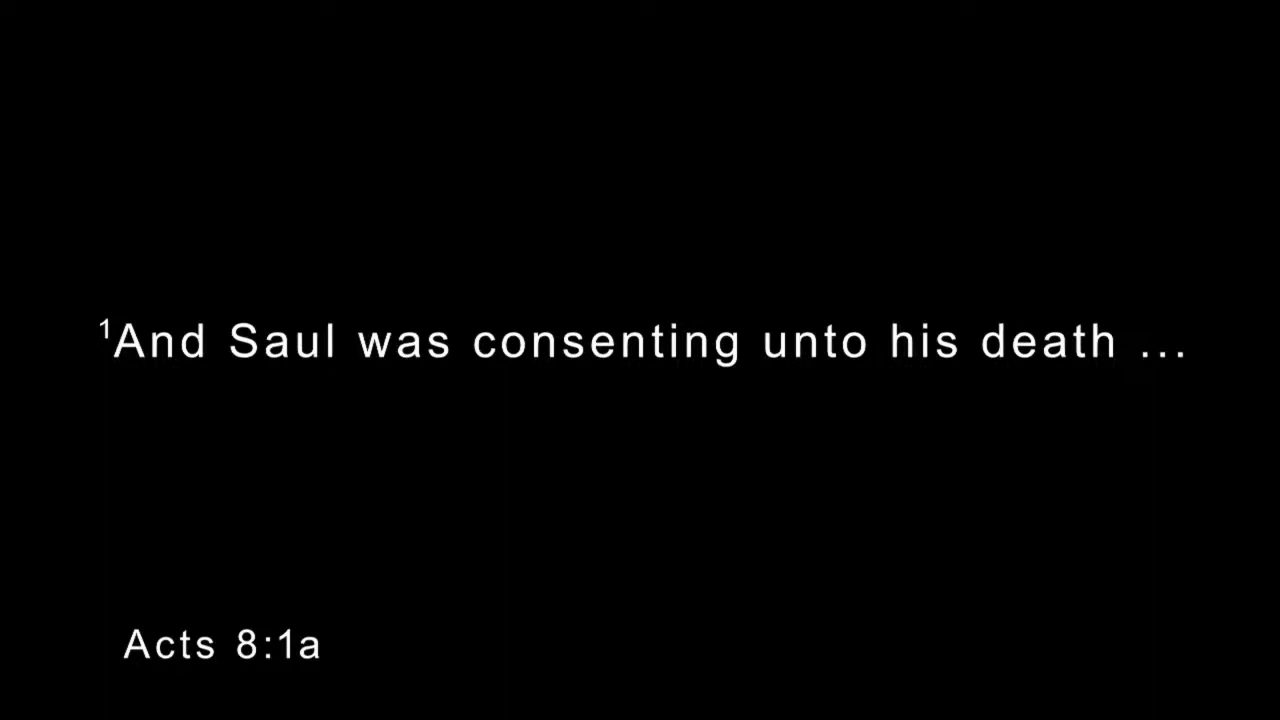 ¹And Saul was consenting unto his death ...
Acts 8:1a